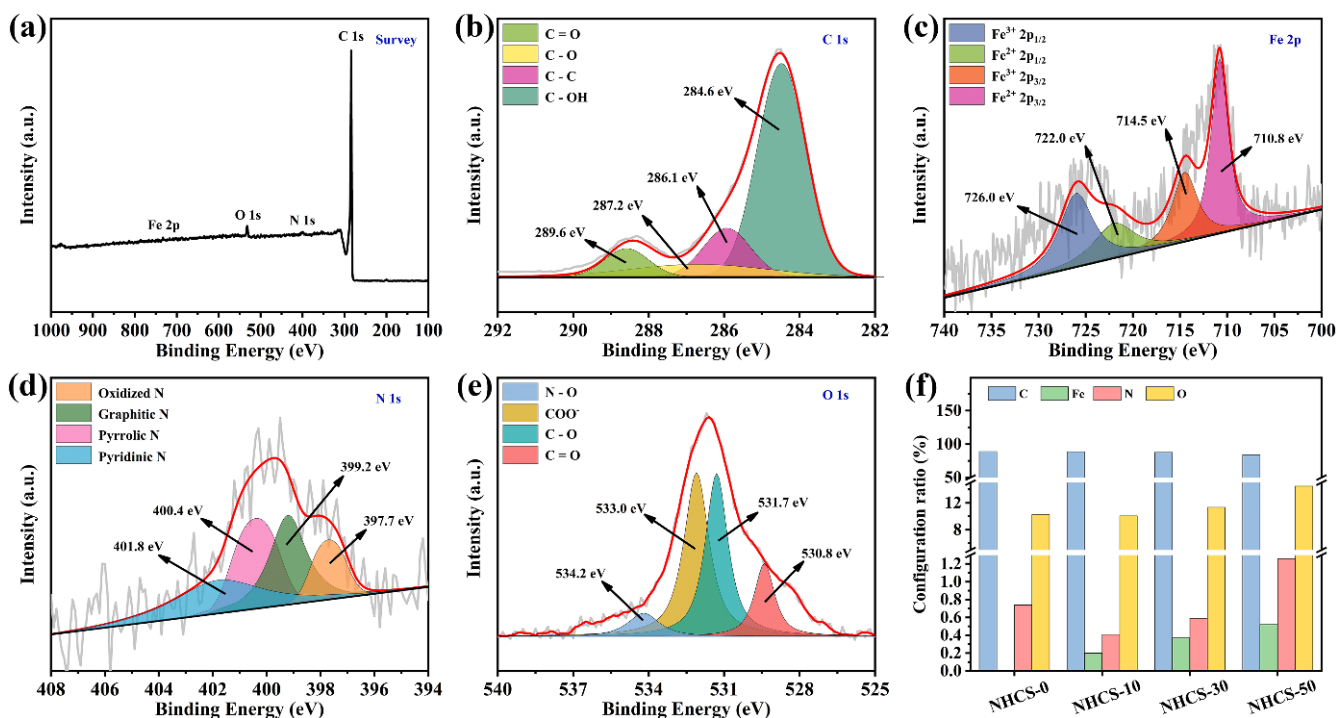 (a)
Survey
C 1s
Fe 2p
O 1s
N 1s
Intensity (a.u.)
1000 900 800 700 600 500 400 300 200 100
Binding Energy (eV)
(b)
C 1s
C = O
C - O
C - C
C - OH
284.6 eV
286.1 eV
287.2 eV
289.6 eV
Intensity (a.u.)
292 290 288 286 284 282
Binding Energy (eV)
(c)
Fe 2p
Fe³⁺ 2p₁/₂
Fe²⁺ 2p₁/₂
Fe³⁺ 2p₃/₂
Fe²⁺ 2p₃/₂
722.0 eV
714.5 eV
710.8 eV
726.0 eV
Intensity (a.u.)
740 735 730 725 720 715 710 705 700
Binding Energy (eV)
(d)
N 1s
Oxidized N
Graphitic N
Pyrrolic N
Pyridinic N
399.2 eV
400.4 eV
397.7 eV
401.8 eV
Intensity (a.u.)
408 406 404 402 400 398 396 394
Binding Energy (eV)
(e)
O 1s
N - O
COO⁻
C - O
C = O
533.0 eV
531.7 eV
530.8 eV
534.2 eV
Intensity (a.u.)
540 537 534 531 528 525
Binding Energy (eV)
(f)
C Fe N O
Configuration ratio (%)
150
100
50
12
8
1.2
1.0
0.8
0.6
0.4
0.2
0.0
NHCS-0 NHCS-10 NHCS-30 NHCS-50